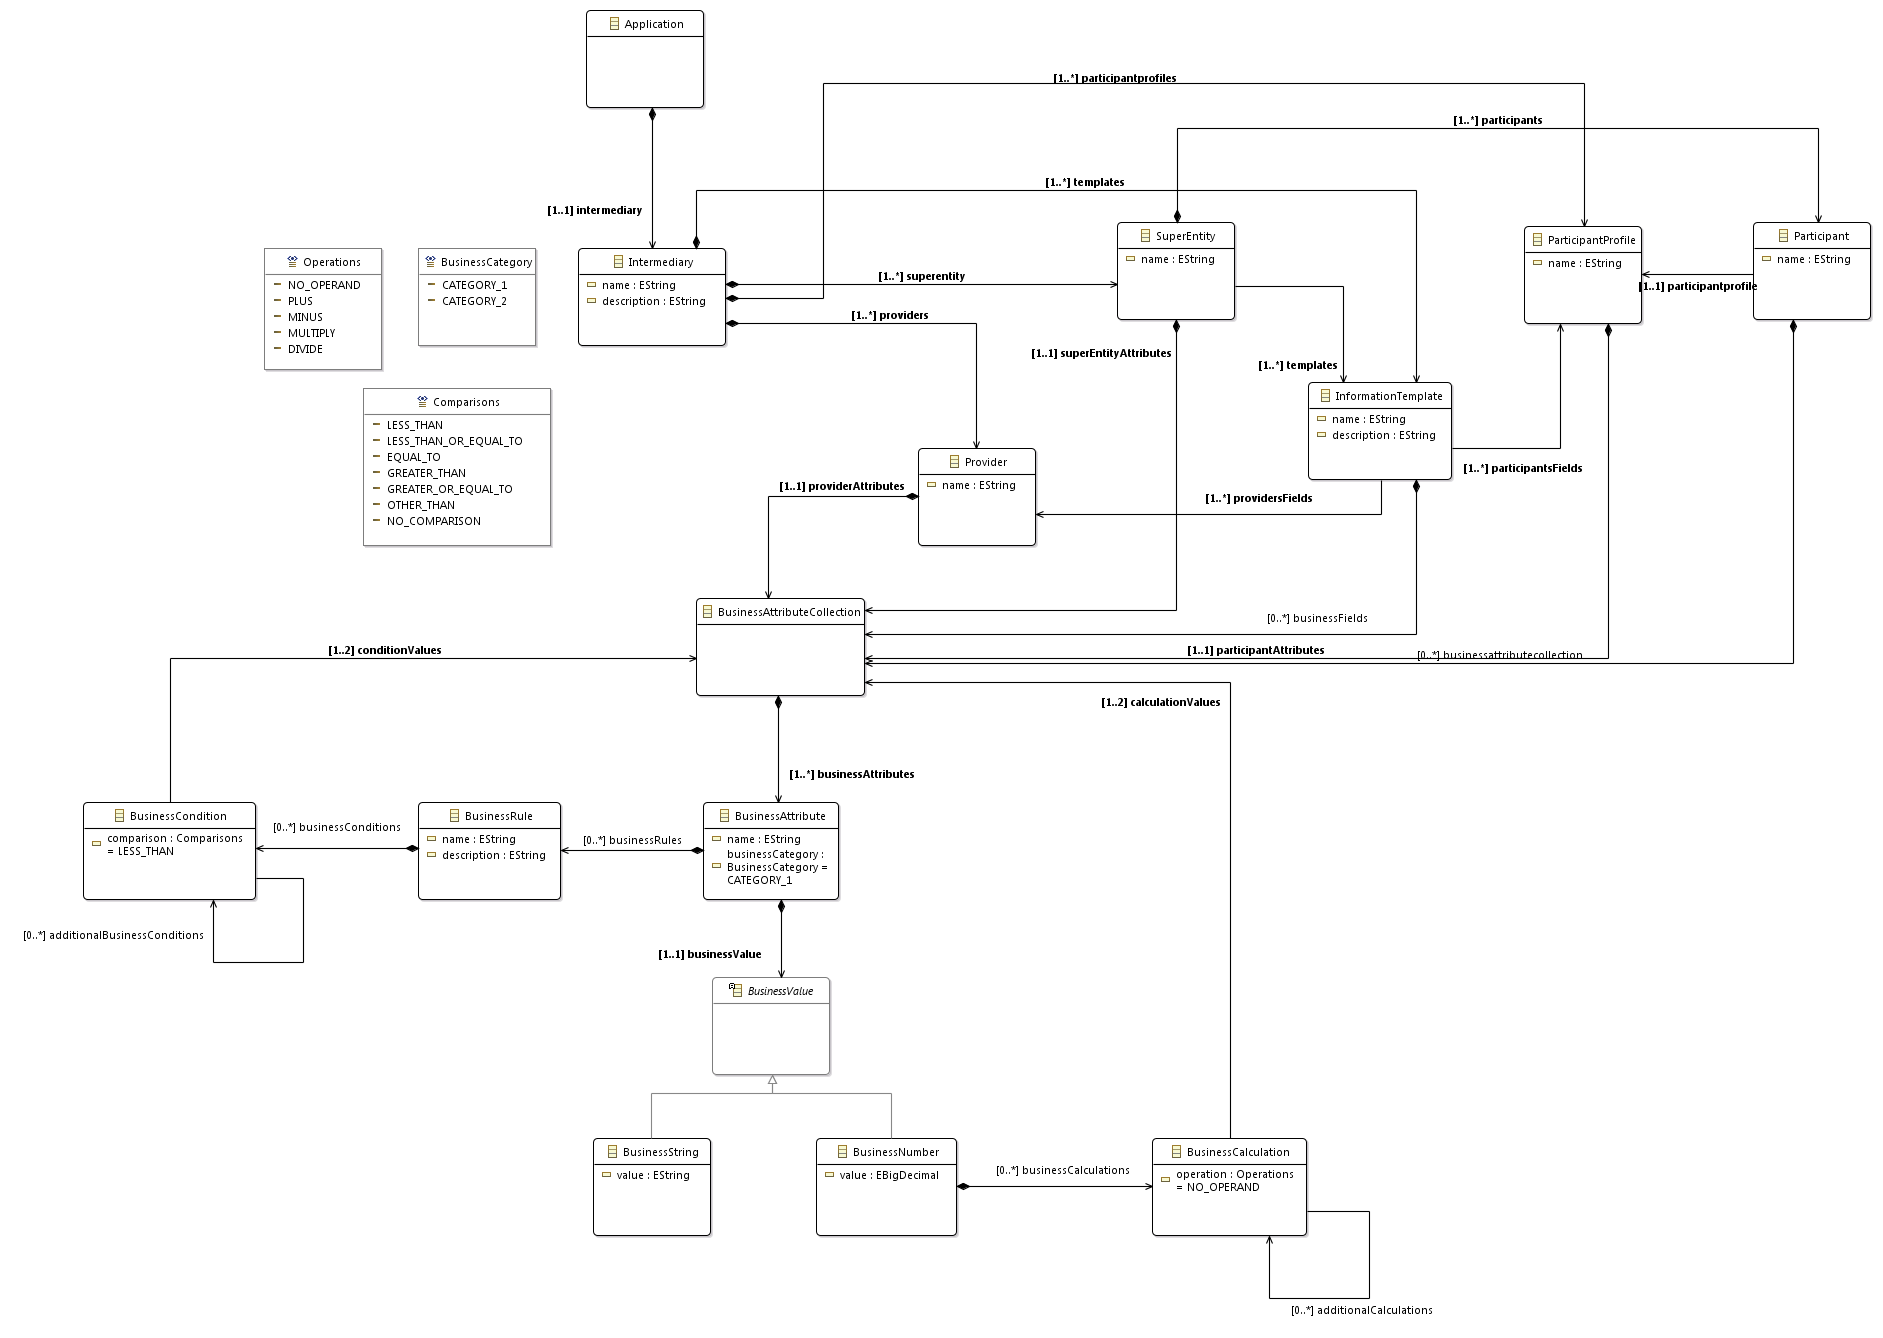 Application
[1..*] participantprofiles
[1..*] participants
[1..*] templates
[1..1] intermediary
Operations
NO_OPERAND
PLUS
MINUS
MULTIPLY
DIVIDE
BusinessCategory
CATEGORY_1
CATEGORY_2
Intermediary
name : EString
description : EString
[1..*] superentity
[1..*] providers
SuperEntity
name : EString
ParticipantProfile
name : EString
Participant
name : EString
[1..1] participantprofile
[1..1] superEntityAttributes
[1..*] templates
Comparisons
LESS_THAN
LESS_THAN_OR_EQUAL_TO
EQUAL_TO
GREATER_THAN
GREATER_OR_EQUAL_TO
OTHER_THAN
NO_COMPARISON
InformationTemplate
name : EString
description : EString
[1..*] participantsFields
Provider
name : EString
[1..1] providerAttributes
[1..*] providersFields
BusinessAttributeCollection
[0..*] businessFields
[1..2] conditionValues
[1..1] participantAttributes
[0..*] businessattributecollection
[1..2] calculationValues
[1..*] businessAttributes
BusinessCondition
comparison : Comparisons
= LESS_THAN
[0..*] businessConditions
BusinessRule
name : EString
description : EString
[0..*] businessRules
BusinessAttribute
name : EString
businessCategory :
BusinessCategory =
CATEGORY_1
[0..*] additionalBusinessConditions
[1..1] businessValue
BusinessValue
BusinessString
value : EString
BusinessNumber
value : EBigDecimal
[0..*] businessCalculations
BusinessCalculation
operation : Operations
= NO_OPERAND
[0..*] additionalCalculations